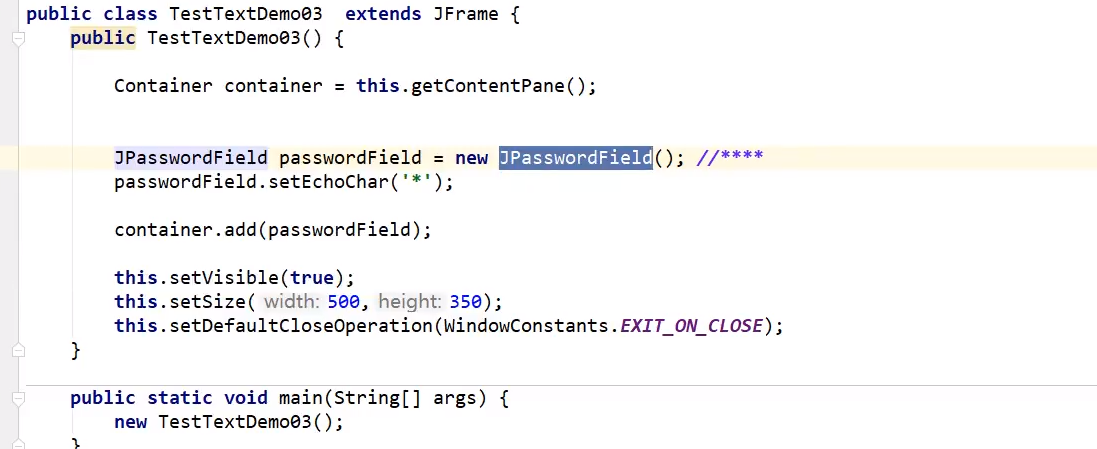 public class TestTextDemo03  extends JFrame {
    public TestTextDemo03() {
        Container container = this.getContentPane();
        JPasswordField passwordField = new JPasswordField(); //****
        passwordField.setEchoChar('*');
        container.add(passwordField);
        this.setVisible(true);
        this.setSize( width: 500, height: 350);
        this.setDefaultCloseOperation(WindowConstants.EXIT_ON_CLOSE);
    }
    public static void main(String[] args) {
        new TestTextDemo03();
    }